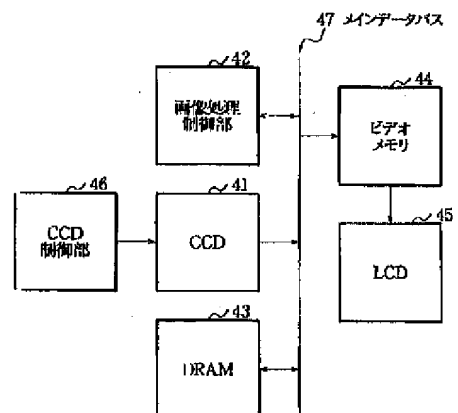 47 メインデータバス
42
画像処理
制御部
44
ビデオ
メモリ
46
CCD
制御部
41
CCD
45
LCD
43
DRAM